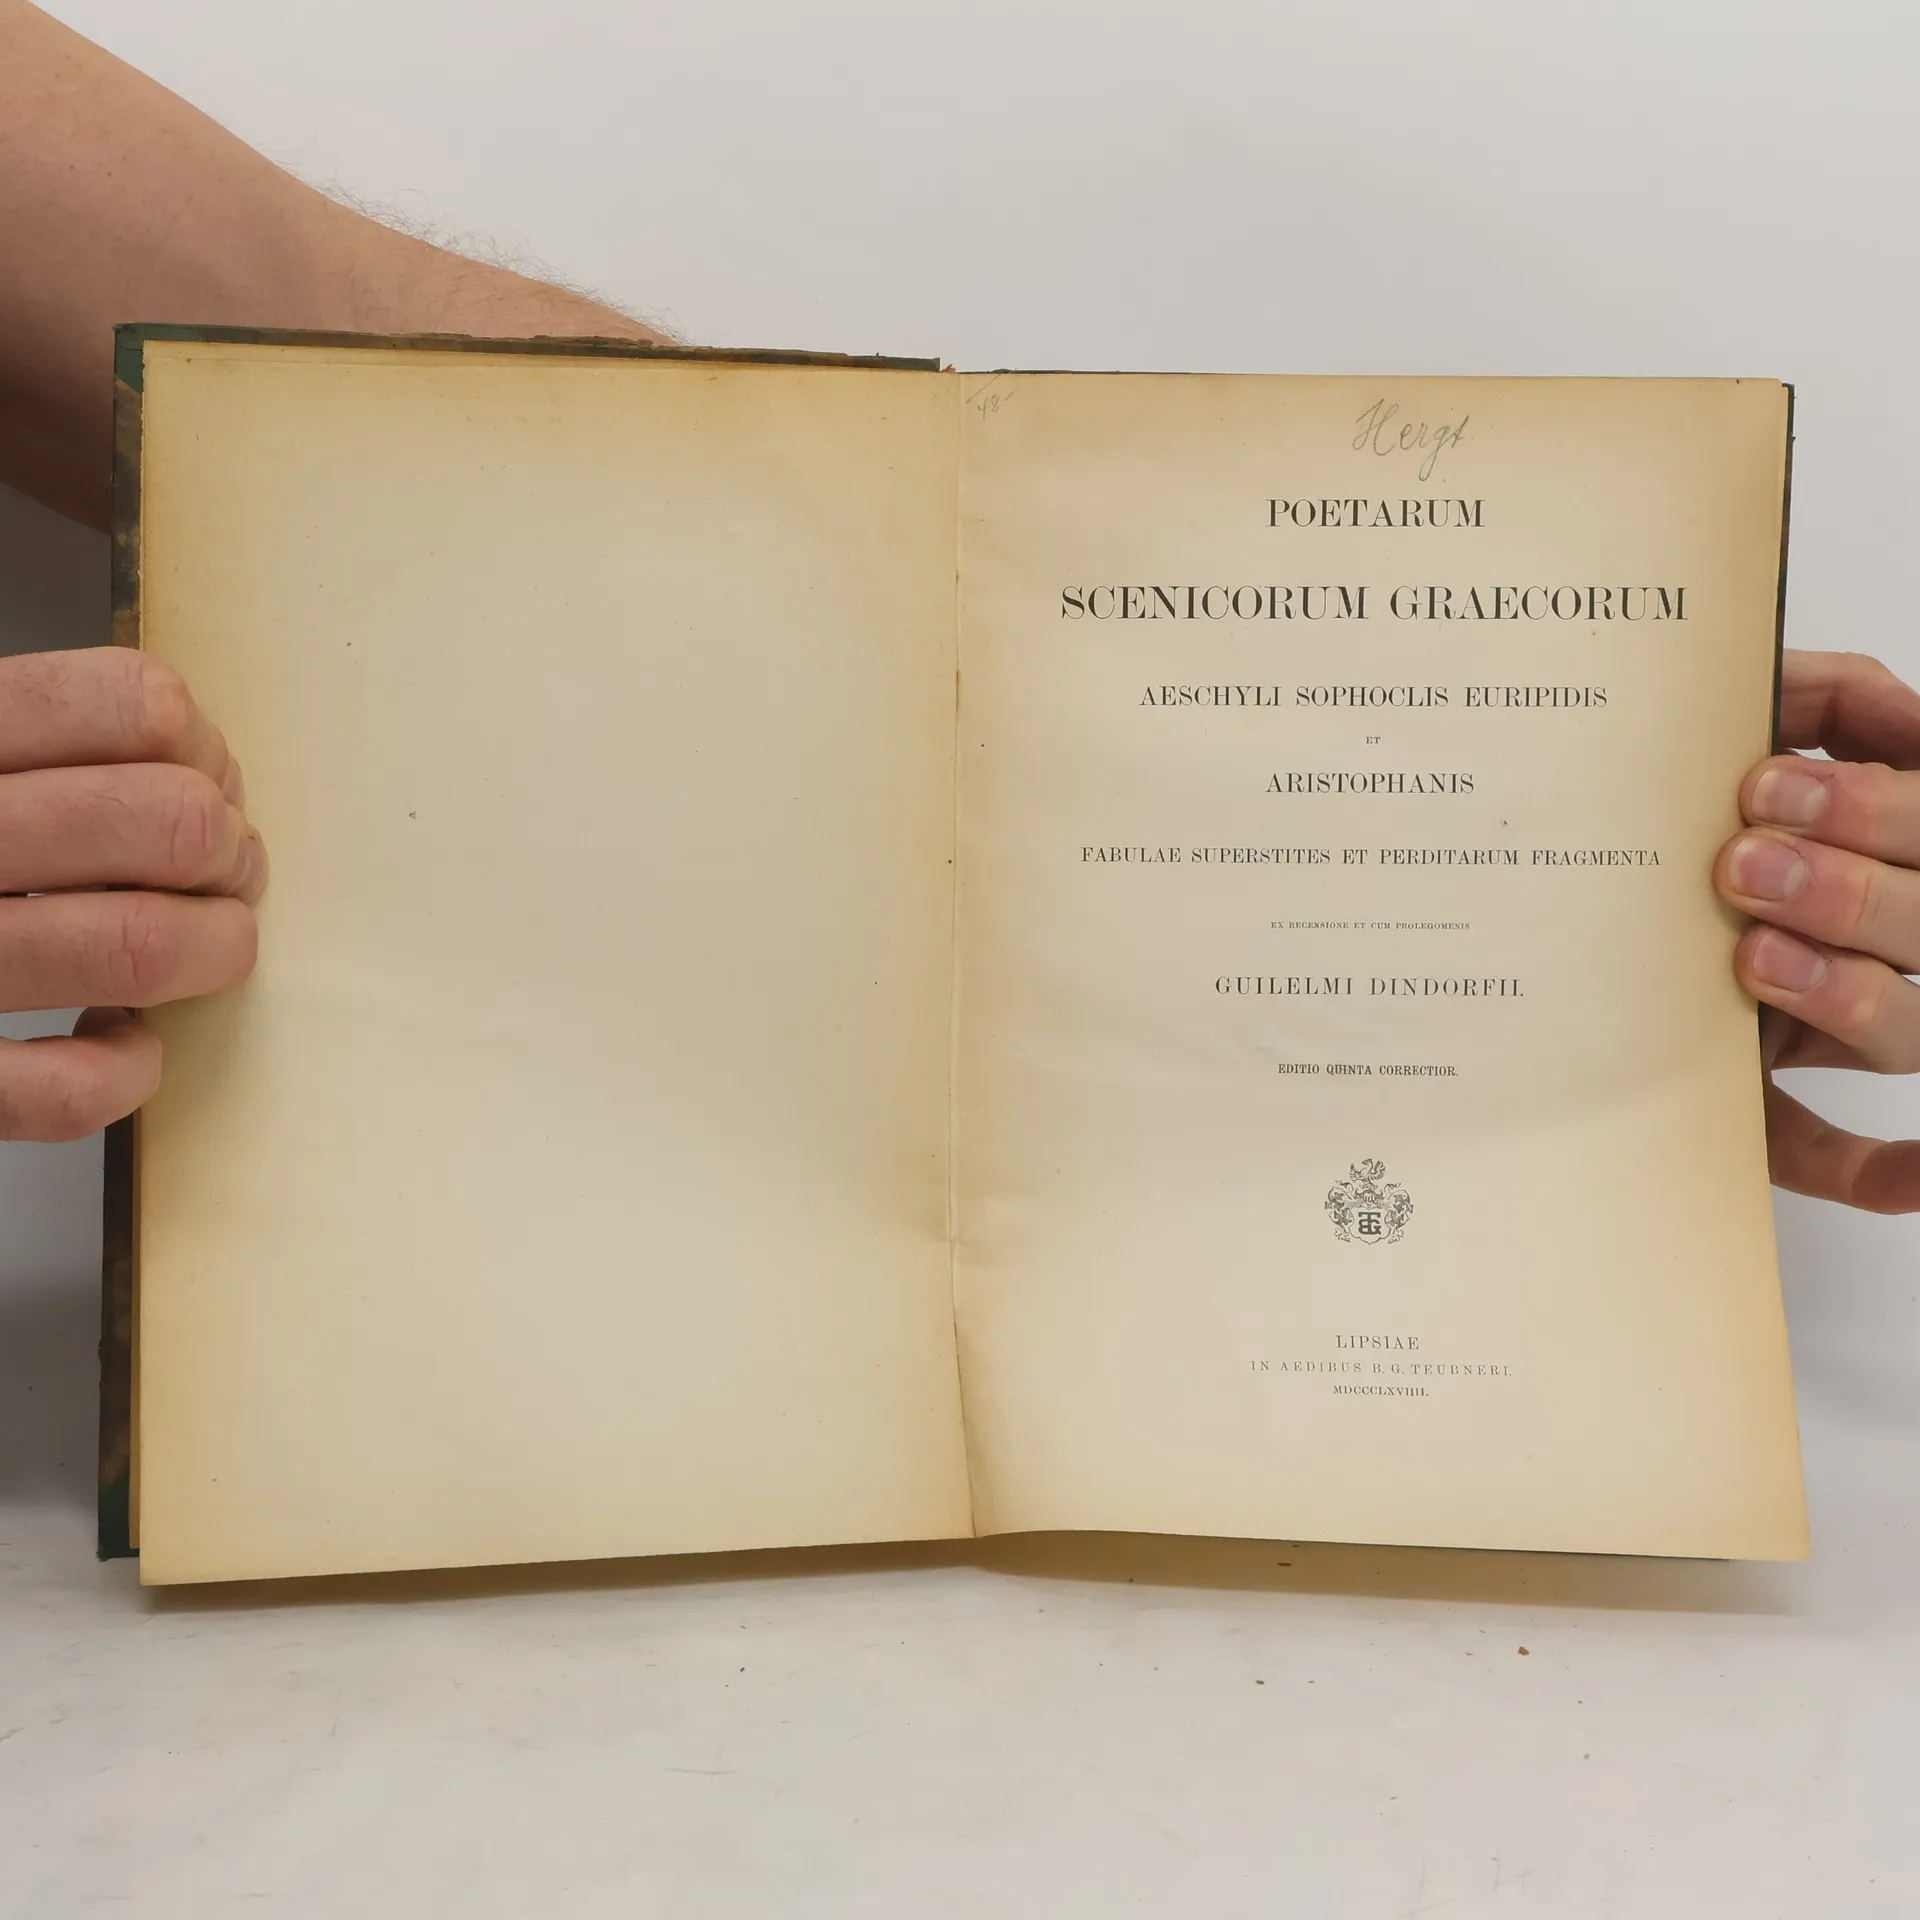 48
Hergt
POETARUM
SCENICORUM GRAECORUM
AESCHYLI SOPHOCLIS EURIPIDIS
ET
ARISTOPHANIS
FABULAE SUPERSTITES ET PERDITARUM FRAGMENTA
EX RECENSIONE ET CUM PROLEGOMENIS
GUILELMI DINDORFII.
EDITIO QUINTA CORRECTIOR.
LIPSIAE
IN AEDIBUS B. G. TEUBNERI.
MDCCCLXVIIII.